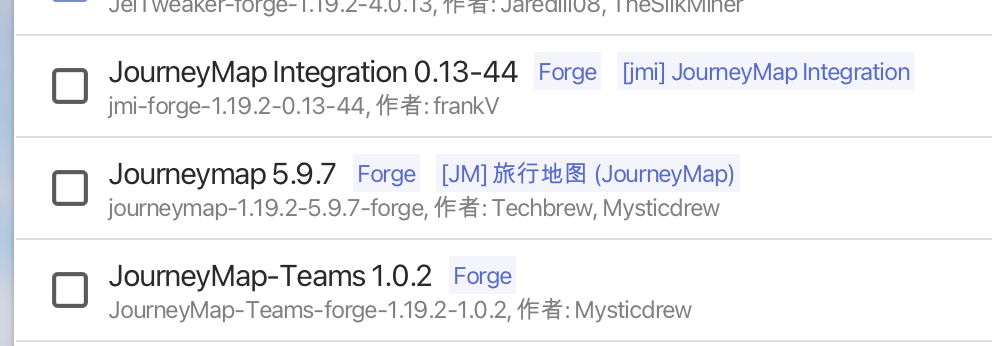 JeiTweaker-forge-1.19.2-4.0.13, 作者: Jaredlll08, TheSilkMiner
JourneyMap Integration 0.13-44 Forge [jmi] JourneyMap Integration
jmi-forge-1.19.2-0.13-44, 作者: frankV
Journeymap 5.9.7 Forge [JM] 旅行地图 (JourneyMap)
journeymap-1.19.2-5.9.7-forge, 作者: Techbrew, Mysticdrew
JourneyMap-Teams 1.0.2 Forge
JourneyMap-Teams-forge-1.19.2-1.0.2, 作者: Mysticdrew